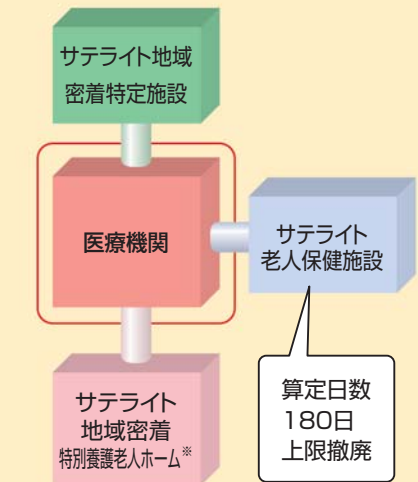 サテライト地域
密着特定施設
医療機関
サテライト
老人保健施設
算定日数
180日
上限撤廃
サテライト
地域密着
特別養護老人ホーム※